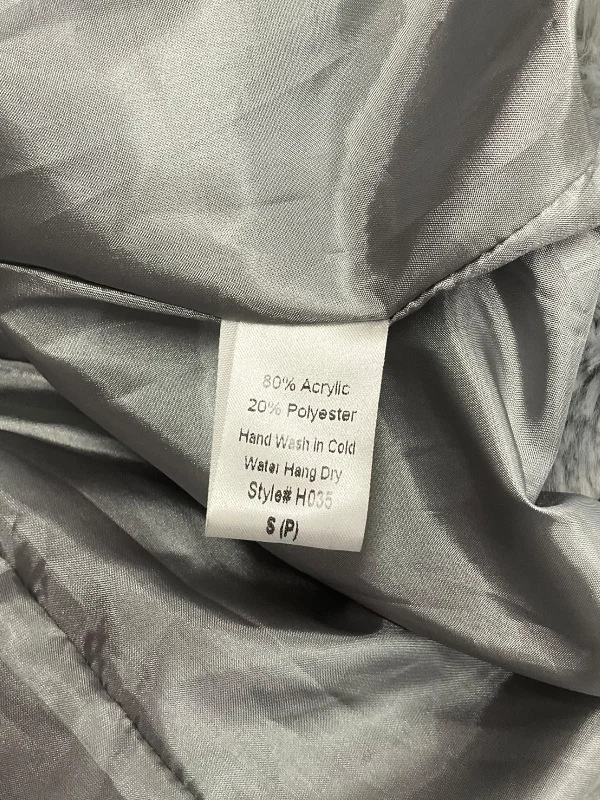 80% Acrylic
20% Polyester
Hand Wash in Cold
Water Hang Dry
Style# H035
S (P)